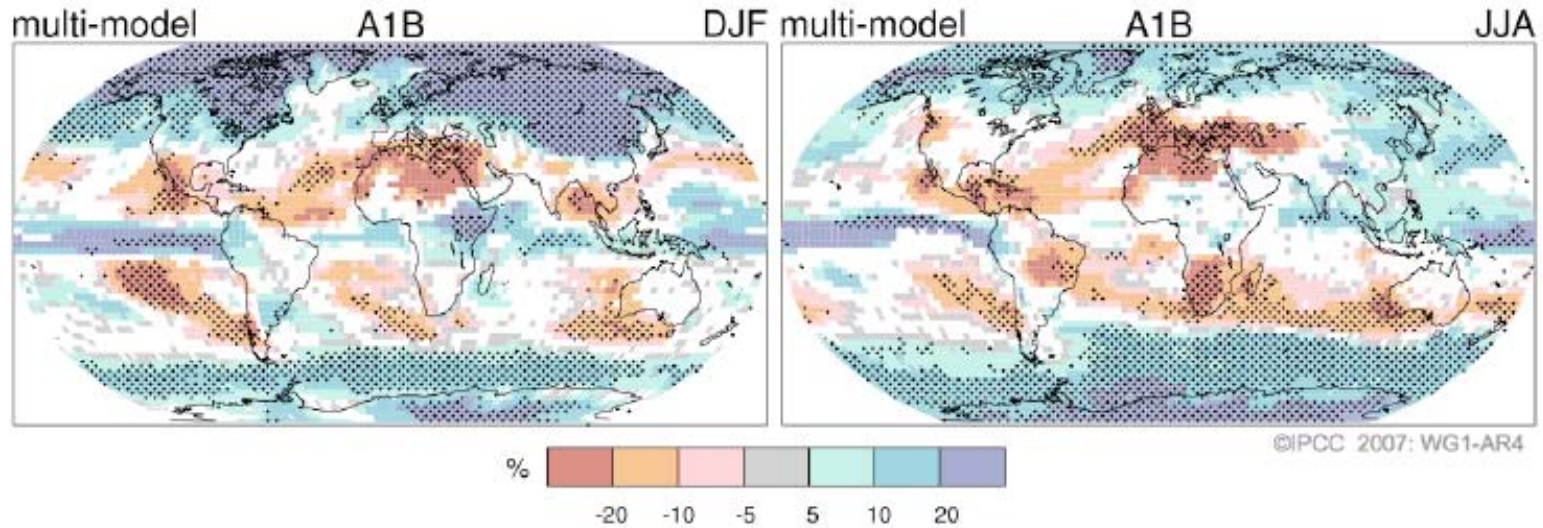 multi-model A1B DJF
multi-model A1B JJA
©IPCC 2007: WG1-AR4
%
-20 -10 -5 5 10 20